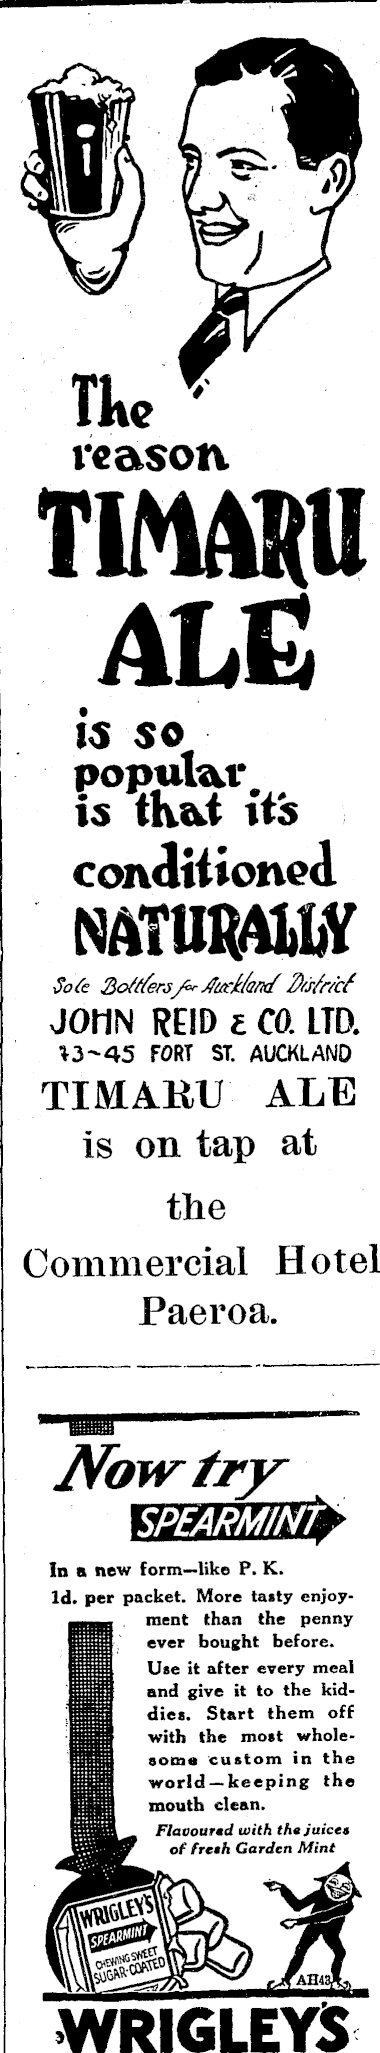 The
reason
TIMARU
ALE
is so
popular
is that it's
conditioned
NATURALLY
Sole Bottlers for Auckland District
JOHN REID & CO. LTD.
43~45 FORT ST. AUCKLAND
TIMARU ALE
is on tap at
the
Commercial Hotel
Paeroa.
Now try
SPEARMINT
In a new form—like P. K.
1d. per packet. More tasty enjoy-
ment than the penny
ever bought before.
Use it after every meal
and give it to the kid-
dies. Start them off
with the most whole-
some custom in the
world—keeping the
mouth clean.
Flavoured with the juices
of fresh Garden Mint
WRIGLEY'S
SPEARMINT
CHEWING SWEET
SUGAR-COATED
AH43
WRIGLEY'S